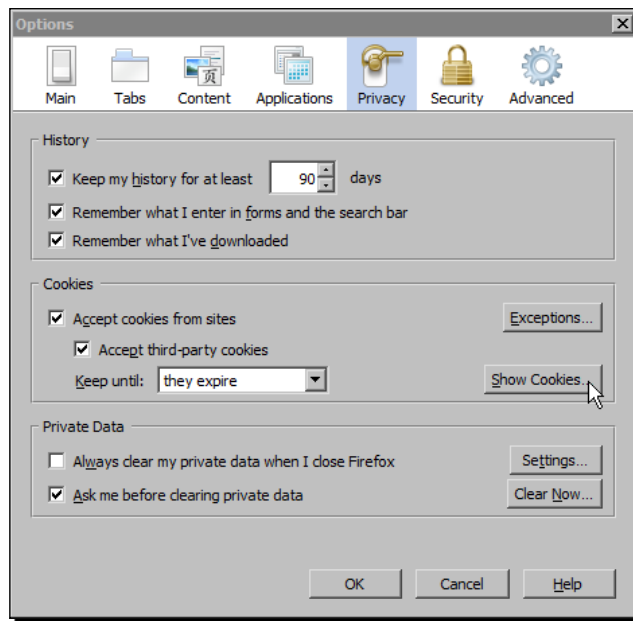 Options
Main Tabs Content Applications Privacy Security Advanced
页
History
Keep my history for at least 90 days
Remember what I enter in forms and the search bar
Remember what I've downloaded
Cookies
Accept cookies from sites Exceptions...
Accept third-party cookies
Keep until: they expire Show Cookies...
Private Data
Always clear my private data when I close Firefox Settings...
Ask me before clearing private data Clear Now...
OK Cancel Help